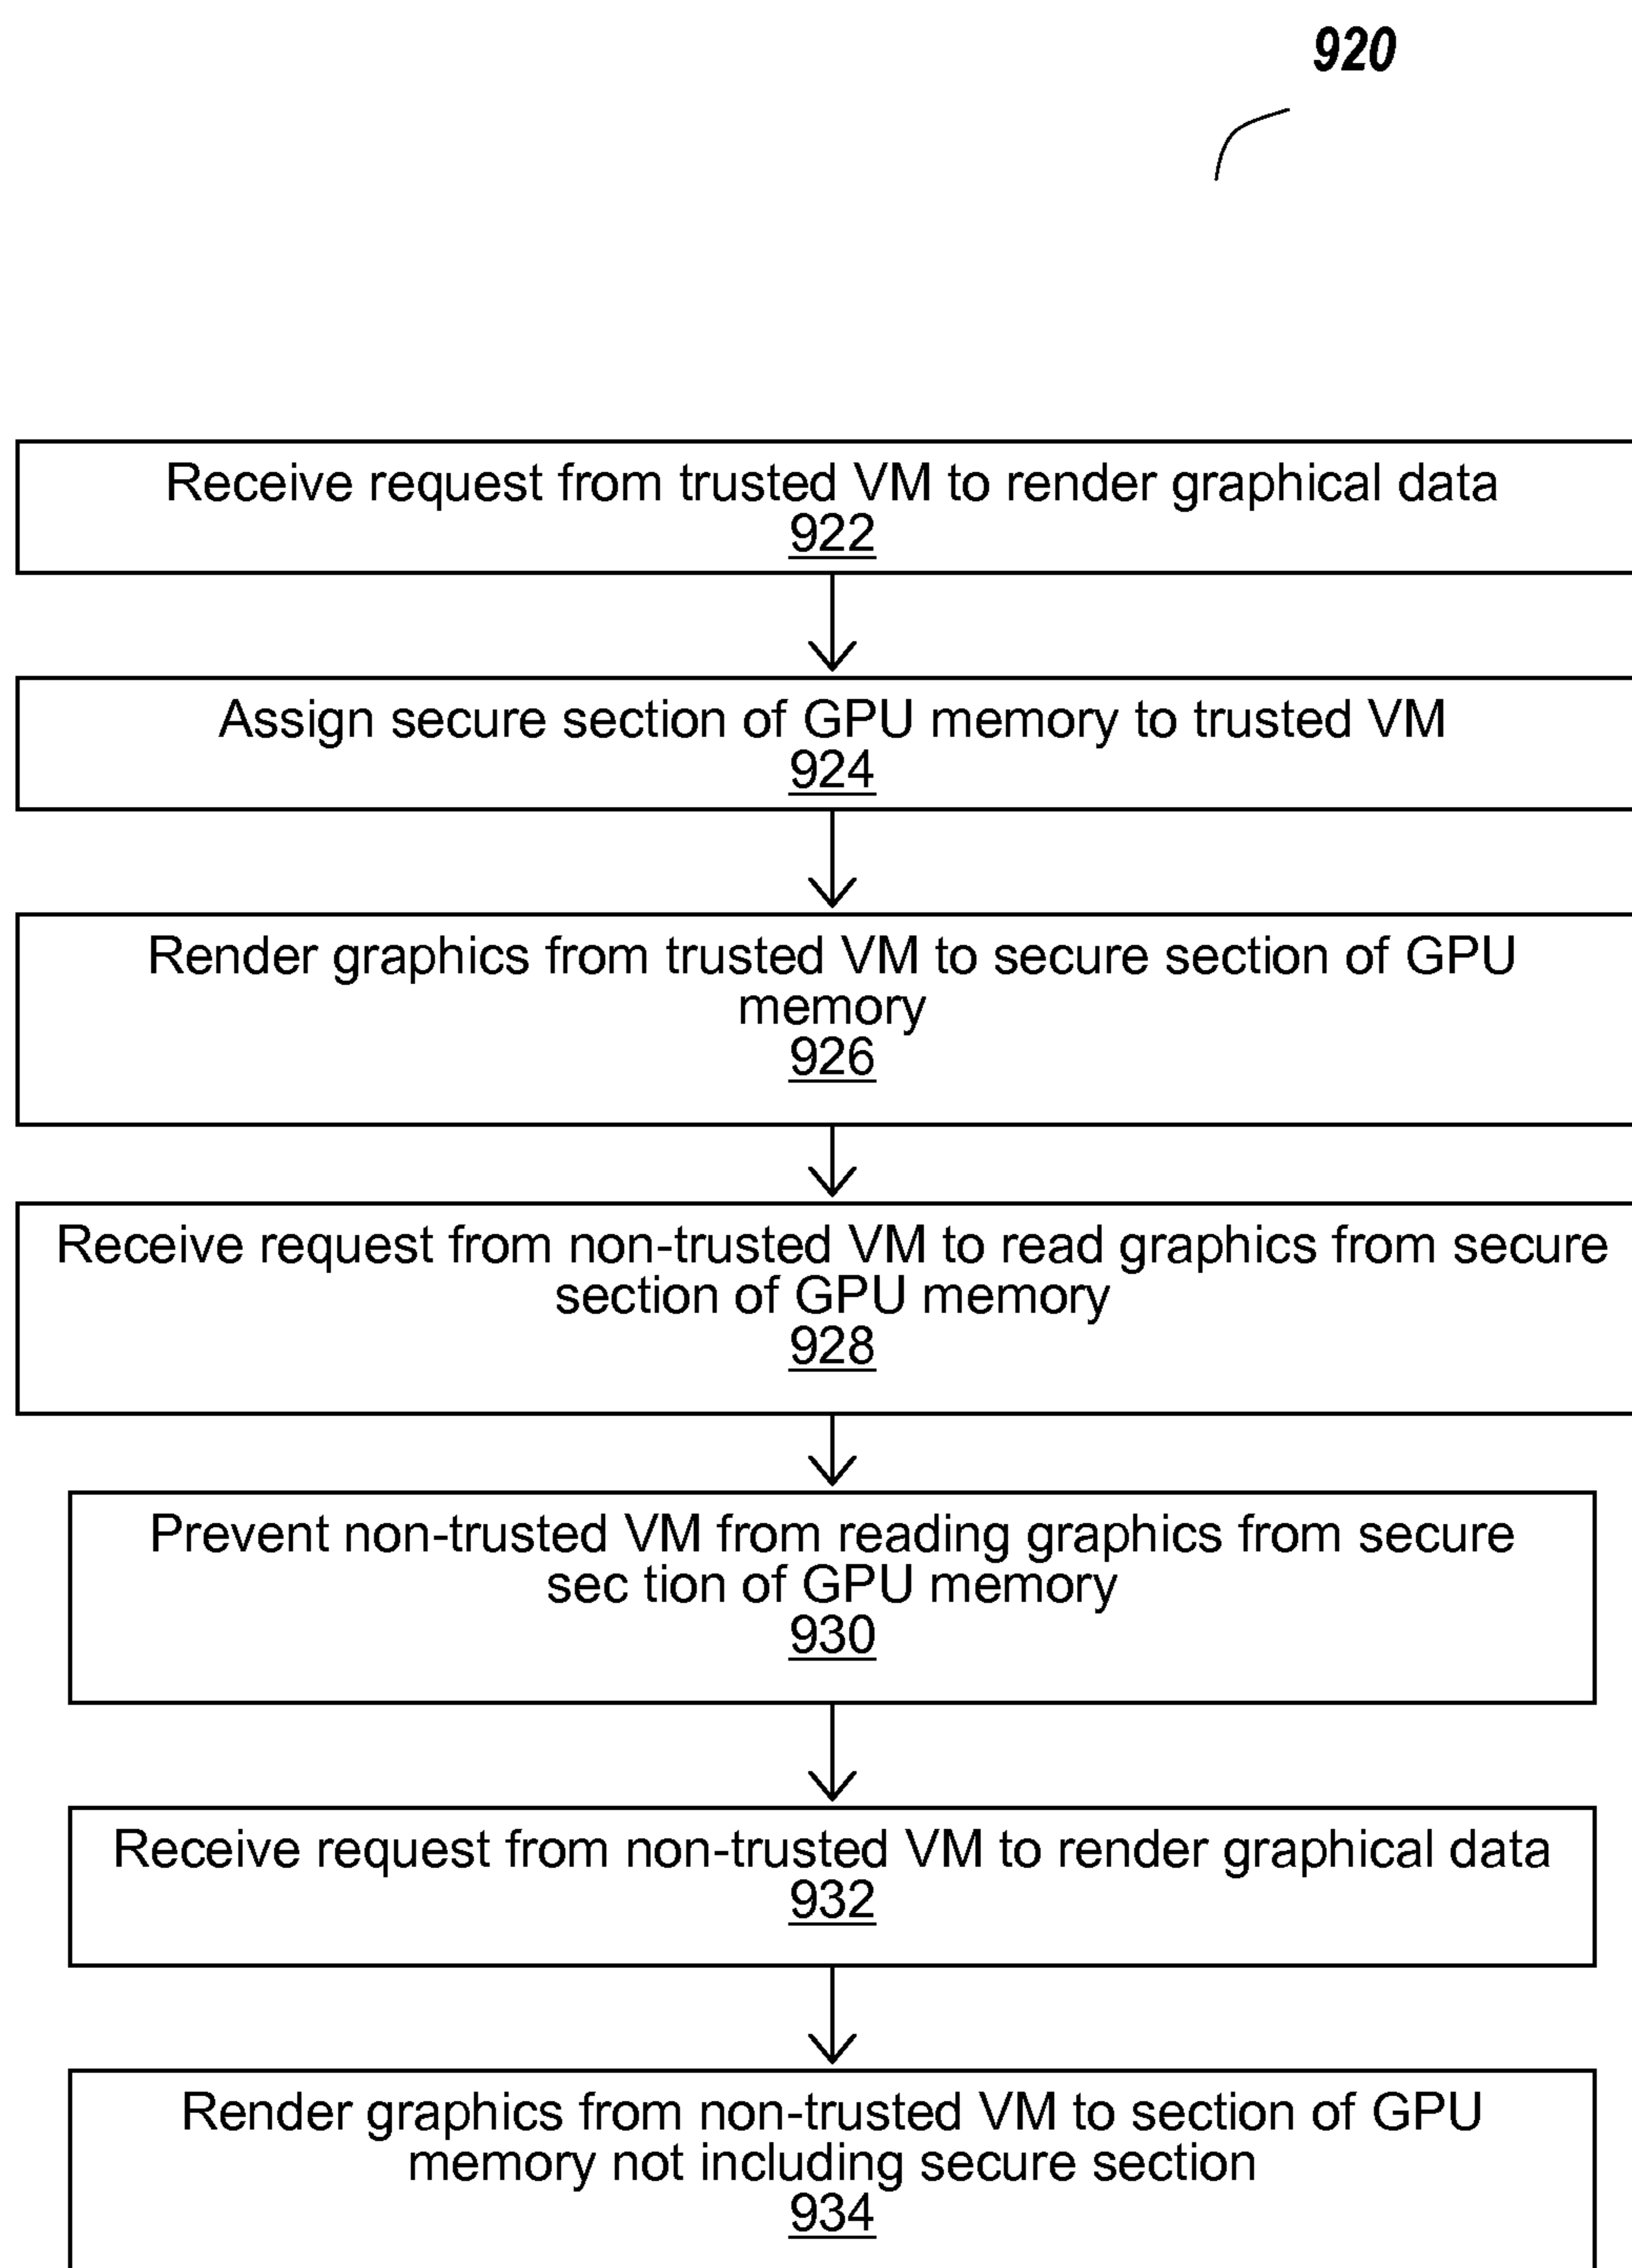 920
Receive request from trusted VM to render graphical data
922
Assign secure section of GPU memory to trusted VM
924
Render graphics from trusted VM to secure section of GPU
memory
926
Receive request from non-trusted VM to read graphics from secure
section of GPU memory
928
Prevent non-trusted VM from reading graphics from secure
sec tion of GPU memory
930
Receive request from non-trusted VM to render graphical data
932
Render graphics from non-trusted VM to section of GPU
memory not including secure section
934